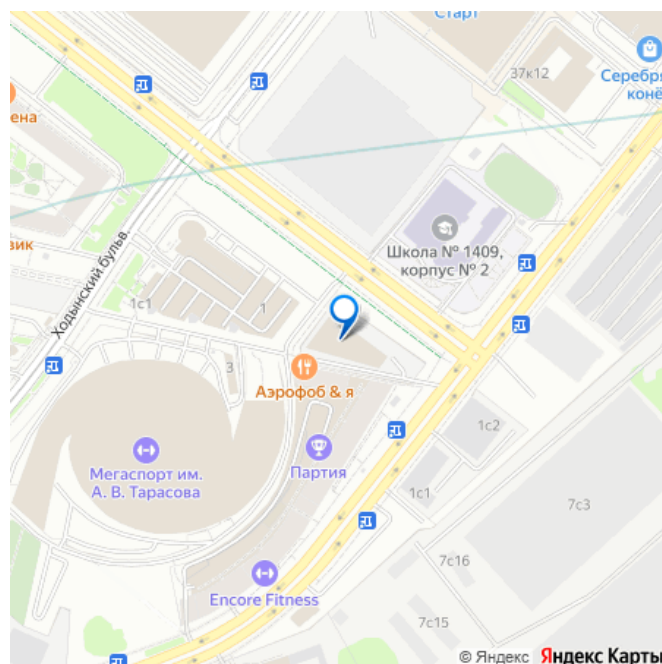 Старт
37к12
Серебря
конё
ена
Школа № 1409,
корпус № 2
вик
Ходынский бульв.
1с1
1
3
Аэрофоб & я
1с2
Мегаспорт им.
А. В. Тарасова
Партия
1с1
7с3
7с16
Encore Fitness
7с15
© Яндекс Яндекс Карты